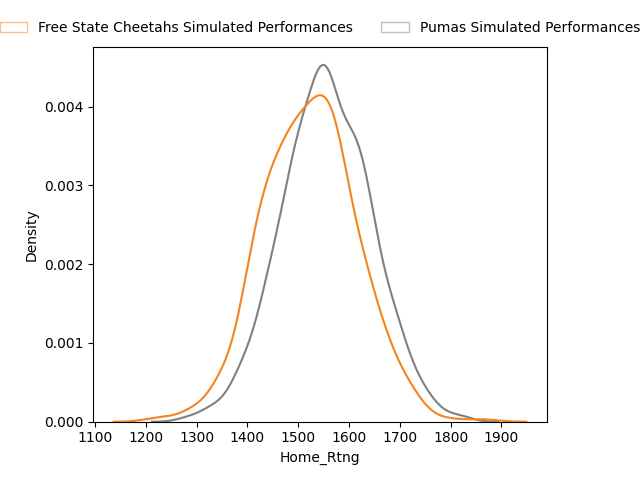 Free State Cheetahs Simulated Performances
Pumas Simulated Performances
0.004
0.003
0.002
0.001
0.000
Density
1100 1200 1300 1400 1500 1600 1700 1800 1900
Home_Rtng